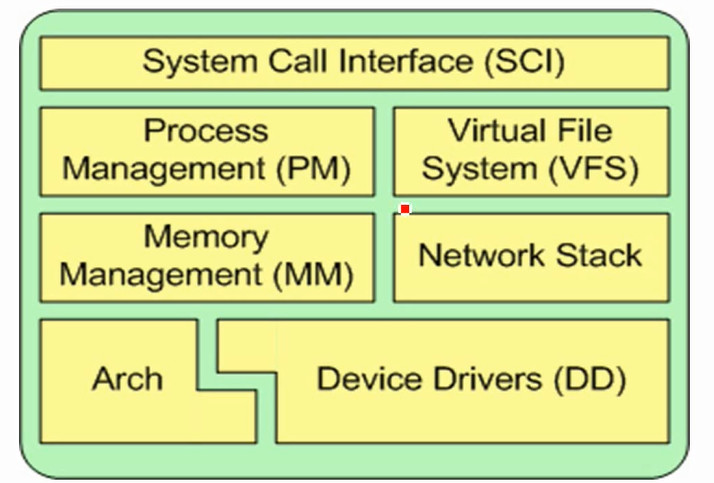 System Call Interface (SCI)
Process
Management (PM)
Virtual File
System (VFS)
Memory
Management (MM)
Network Stack
Arch
Device Drivers (DD)